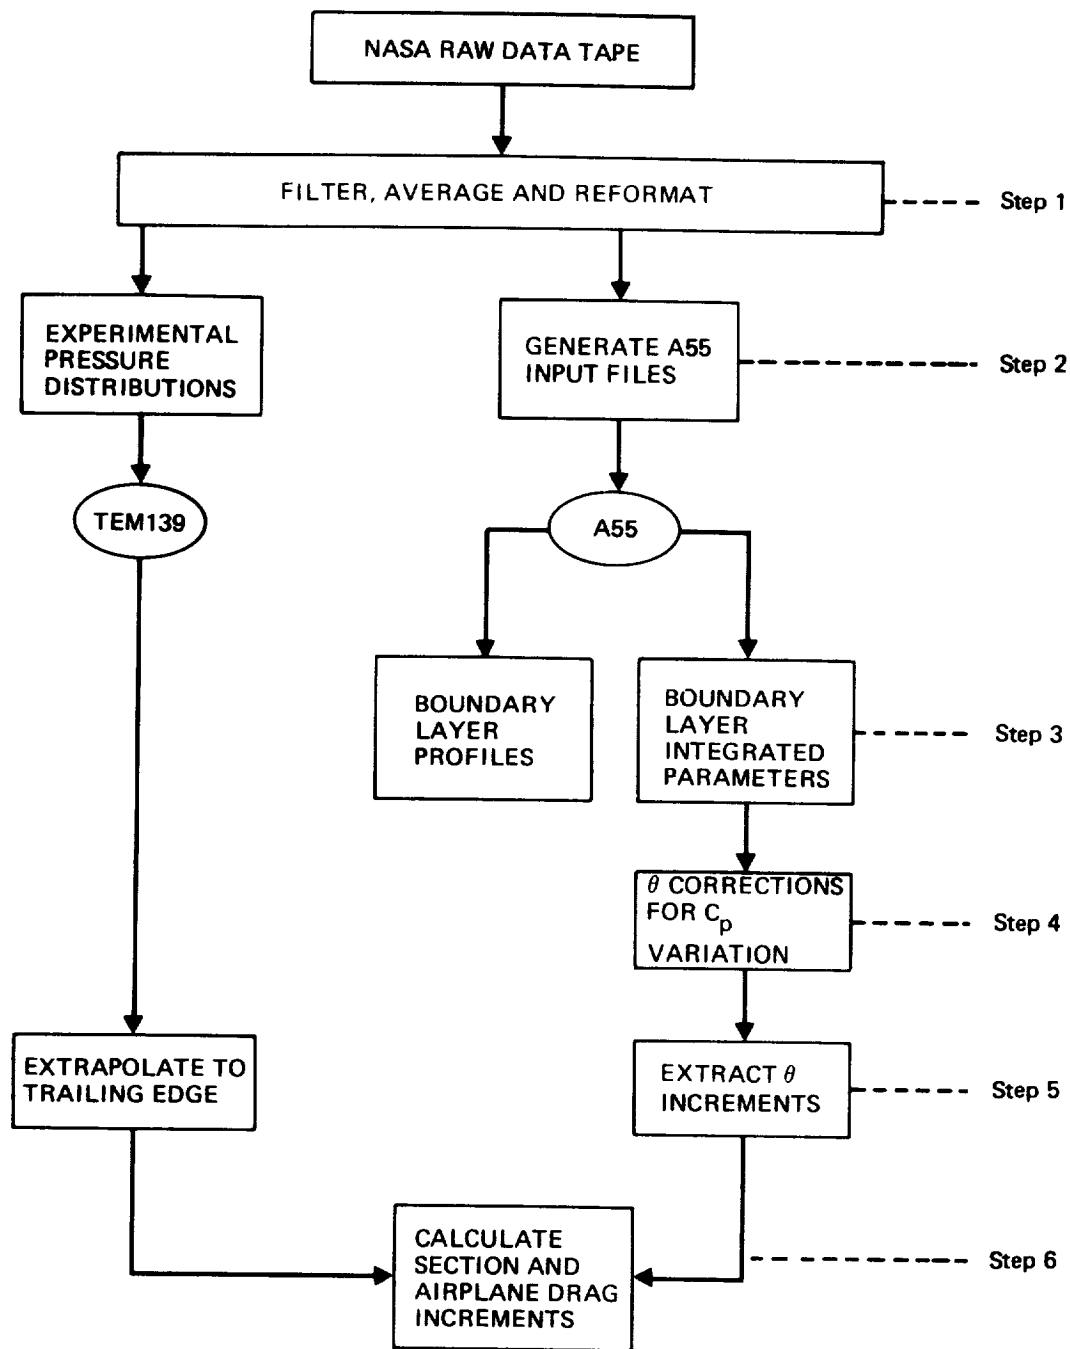 NASA RAW DATA TAPE
FILTER, AVERAGE AND REFORMAT
Step 1
EXPERIMENTAL
PRESSURE
DISTRIBUTIONS
GENERATE A55
INPUT FILES
Step 2
TEM139
A55
BOUNDARY
LAYER
PROFILES
BOUNDARY
LAYER
INTEGRATED
PARAMETERS
Step 3
θ CORRECTIONS
FOR Cp
VARIATION
Step 4
EXTRAPOLATE TO
TRAILING EDGE
EXTRACT θ
INCREMENTS
Step 5
CALCULATE
SECTION AND
AIRPLANE DRAG
INCREMENTS
Step 6